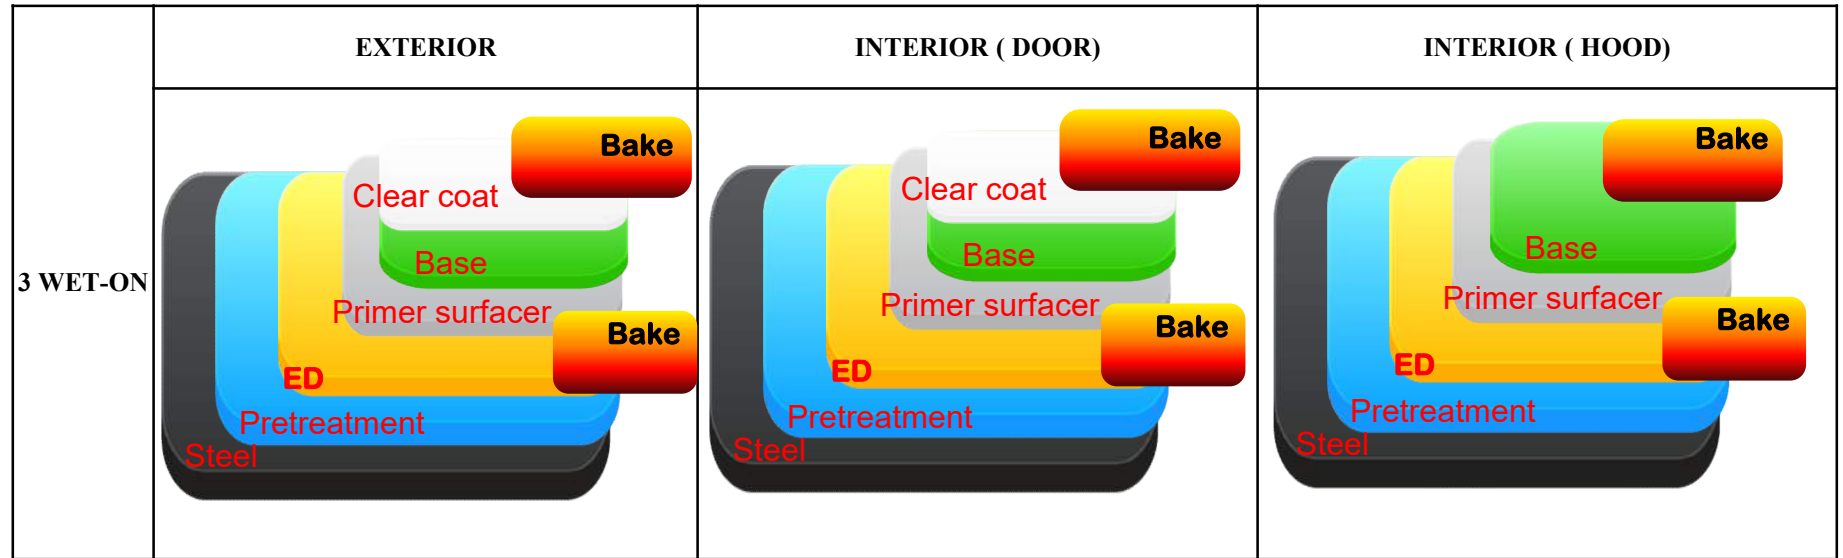 EXTERIOR
INTERIOR ( DOOR)
INTERIOR ( HOOD)
3 WET-ON
Bake
Clear coat
Base
Primer surfacer
Bake
ED
Pretreatment
Steel
Bake
Clear coat
Base
Primer surfacer
Bake
ED
Pretreatment
Steel
Bake
Base
Primer surfacer
Bake
ED
Pretreatment
Steel